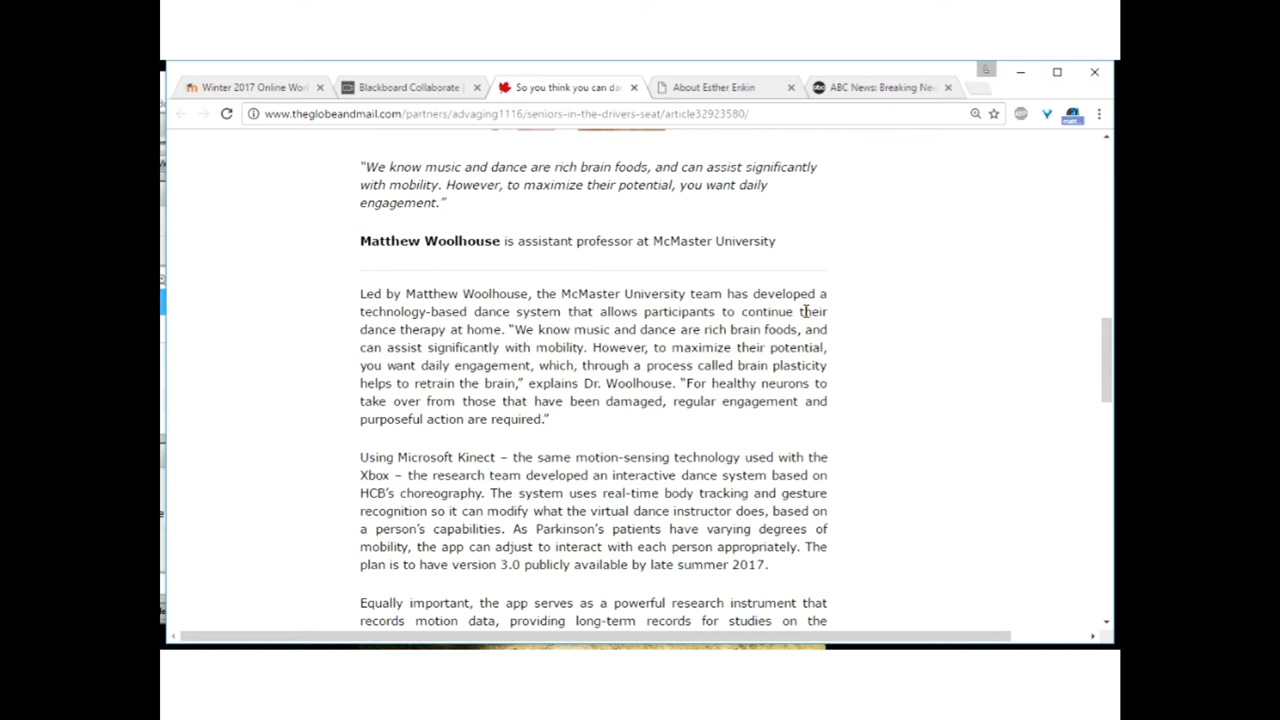 Winter 2017 Online Wor
Blackboard Collaborate
So you think you can da
About Esther Enkin
ABC News: Breaking Ne
www.theglobeandmail.com/partners/advaging1116/seniors-in-the-drivers-seat/article32923580/
"We know music and dance are rich brain foods, and can assist significantly
with mobility. However, to maximize their potential, you want daily
engagement."
Matthew Woolhouse is assistant professor at McMaster University
Led by Matthew Woolhouse, the McMaster University team has developed a
technology-based dance system that allows participants to continue their
dance therapy at home. "We know music and dance are rich brain foods, and
can assist significantly with mobility. However, to maximize their potential,
you want daily engagement, which, through a process called brain plasticity
helps to retrain the brain," explains Dr. Woolhouse. "For healthy neurons to
take over from those that have been damaged, regular engagement and
purposeful action are required."
Using Microsoft Kinect – the same motion-sensing technology used with the
Xbox – the research team developed an interactive dance system based on
HCB's choreography. The system uses real-time body tracking and gesture
recognition so it can modify what the virtual dance instructor does, based on
a person's capabilities. As Parkinson's patients have varying degrees of
mobility, the app can adjust to interact with each person appropriately. The
plan is to have version 3.0 publicly available by late summer 2017.
Equally important, the app serves as a powerful research instrument that
records motion data, providing long-term records for studies on the